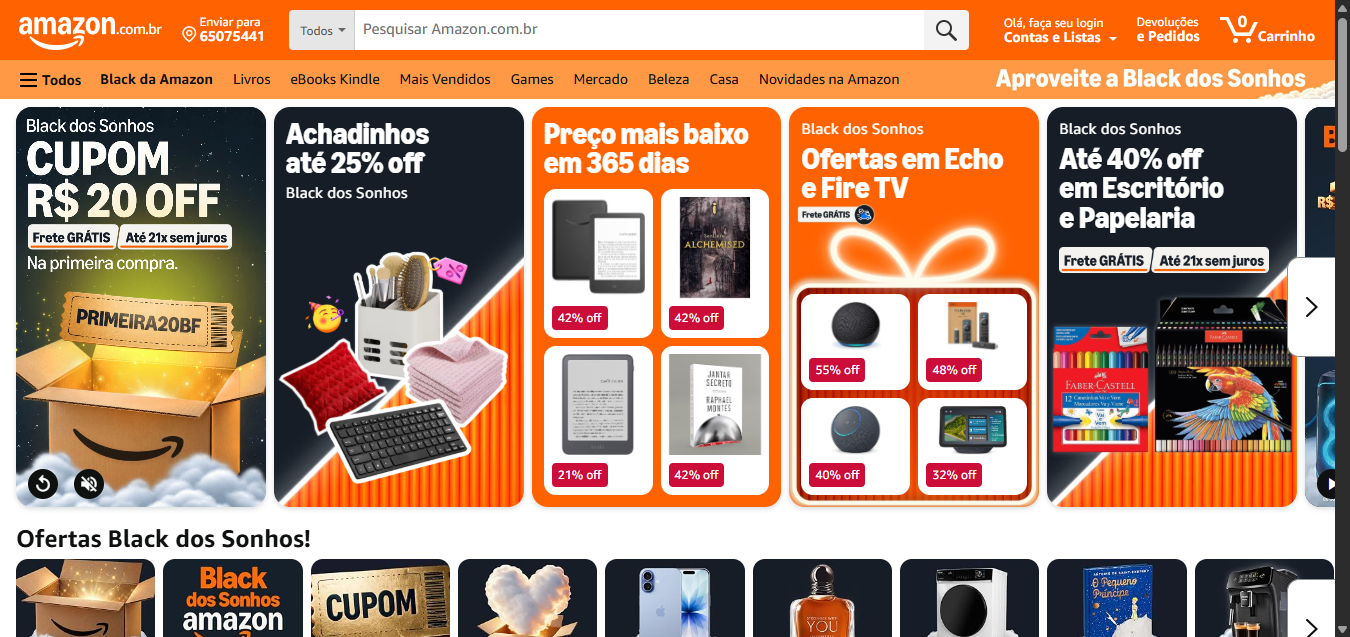 amazon.com.br
Enviar para
65075441
Todos
Pesquisar Amazon.com.br
Olá, faça seu login
Contas e Listas
Devoluções
e Pedidos
0
Carrinho
Todos
Black da Amazon
Livros
eBooks Kindle
Mais Vendidos
Games
Mercado
Beleza
Casa
Novidades na Amazon
Aproveite a Black dos Sonhos
Black dos Sonhos
CUPOM
R$ 20 OFF
Frete GRÁTIS
Até 21x sem juros
Na primeira compra.
PRIMEIRA20BF
Achadinhos
até 25% off
Black dos Sonhos
%
Preço mais baixo
em 365 dias
ALCHEMISED
42% off
42% off
JANTAR
SECRETO
RAPHAEL
MONTES
21% off
42% off
Black dos Sonhos
Ofertas em Echo
e Fire TV
Frete GRÁTIS
55% off
48% off
40% off
32% off
Black dos Sonhos
Até 40% off
em Escritório
e Papelaria
Frete GRÁTIS
Até 21x sem juros
FABER-CASTELL
12
Vai e Vem
R$
Ofertas Black dos Sonhos!
Black
dos Sonhos
amazon
CUPOM
YOU
O Pequeno
Príncipe